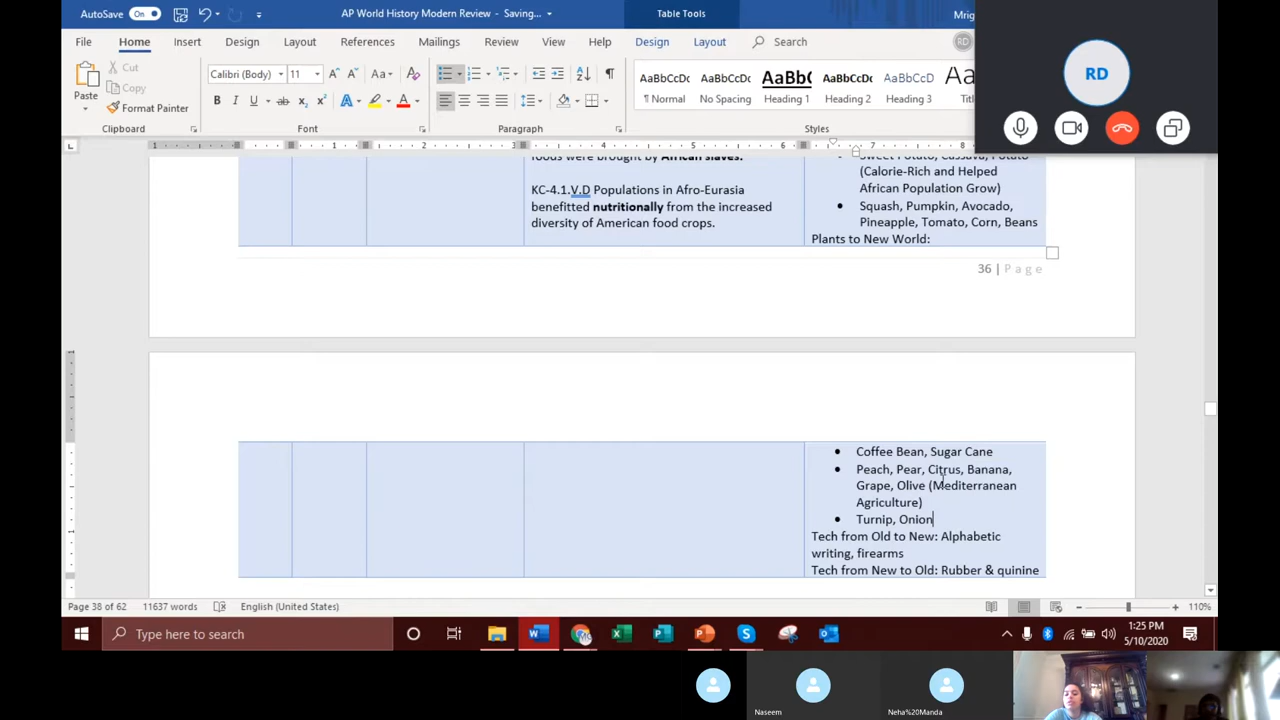 AutoSave On AP World History Modern Review - Saving... Table Tools Mrig
File Home Insert Design Layout References Mailings Review View Help Design Layout Search RD
RD
Paste Cut Copy Format Painter
Calibri (Body) 11
AaBbCcDc AaBbCcDc AaBbC( AaBbCcDc AaBbCcD
¶ Normal No Spacing Heading 1 Heading 2 Heading 3
Clipboard Font Paragraph Styles
foods were brought by African slaves.
KC-4.1.V.D Populations in Afro-Eurasia
benefitted nutritionally from the increased
diversity of American food crops.
Sweet Potato, Cassava, Potato
(Calorie-Rich and Helped
African Population Grow)
• Squash, Pumpkin, Avocado,
Pineapple, Tomato, Corn, Beans
Plants to New World:
36 | Page
• Coffee Bean, Sugar Cane
• Peach, Pear, Citrus, Banana,
Grape, Olive (Mediterranean
Agriculture)
• Turnip, Onion
Tech from Old to New: Alphabetic
writing, firearms
Tech from New to Old: Rubber & quinine
Page 38 of 62 11637 words English (United States) 110%
Type here to search
1:25 PM
5/10/2020
Naseem Neha%20Manda